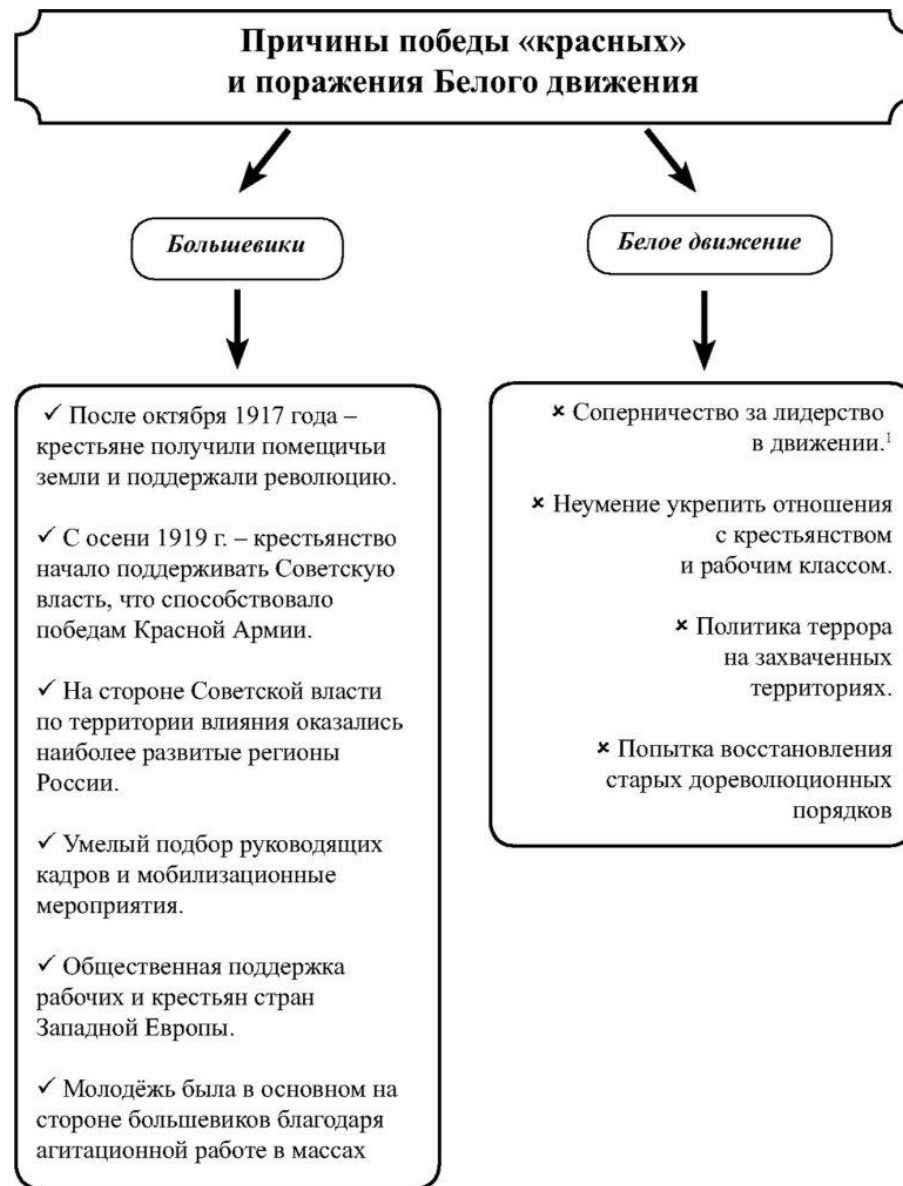 Причины победы «красных»
и поражения Белого движения
Большевики
✓ После октября 1917 года –
крестьяне получили помещичьи
земли и поддержали революцию.
✓ С осени 1919 г. – крестьянство
начало поддерживать Советскую
власть, что способствовало
победам Красной Армии.
✓ На стороне Советской власти
по территории влияния оказались
наиболее развитые регионы
России.
✓ Умелый подбор руководящих
кадров и мобилизационные
мероприятия.
✓ Общественная поддержка
рабочих и крестьян стран
Западной Европы.
✓ Молодёжь была в основном на
стороне большевиков благодаря
агитационной работе в массах
Белое движение
✗ Соперничество за лидерство
в движении.¹
✗ Неумение укрепить отношения
с крестьянством
и рабочим классом.
✗ Политика террора
на захваченных
территориях.
✗ Попытка восстановления
старых дореволюционных
порядков